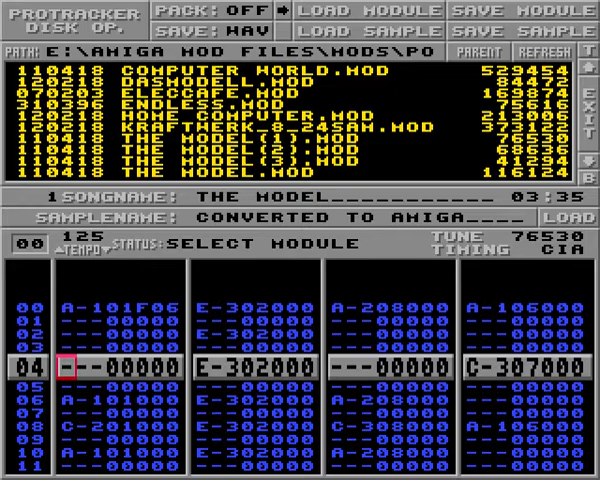 PROTRACKER DISK OP. PACK: OFF LOAD MODULE SAVE MODULE
SAVE: WAV LOAD SAMPLE SAVE SAMPLE
PATH: E:\AMIGA MOD FILES\MODS\PO PARENT REFRESH T
110418 COMPUTER WORLD.MOD 529454
120218 DASMODELL.MOD 84470
070203 ELECCAFE.MOD 169874
310396 ENDLESS.MOD 75616
120218 HOME COMPUTER.MOD 213006
120218 KRAFTWERK_8_24SAM.MOD 373122
110418 THE MODEL(1).MOD 76530
110418 THE MODEL(2).MOD 68636
110418 THE MODEL(3).MOD 41294
110418 THE MODEL.MOD 116124
EXIT
B
1 SONGNAME: THE MODEL____________ 03:35
SAMPLENAME: CONVERTED TO AMIGA____ LOAD
00 125 TEMPO STATUS: SELECT MODULE TUNE 76530
TIMING CIA
00 A-101F06 E-302000 A-208000 A-106000
01 ---00000 ---00000 ---00000 ---00000
02 ---00000 E-302000 ---00000 ---00000
03 ---00000 ---00000 ---00000 ---00000
04 ---00000 E-302000 ---00000 C-307000
05 ---00000 ---00000 ---00000 ---00000
06 A-101000 ---00000 A-208000 ---00000
07 ---00000 ---00000 ---00000 ---00000
08 C-201000 ---00000 A-208000 A-106000
09 ---00000 ---00000 ---00000 ---00000
10 A-101000 ---00000 ---00000 ---00000
11 ---00000 ---00000 ---00000 ---00000